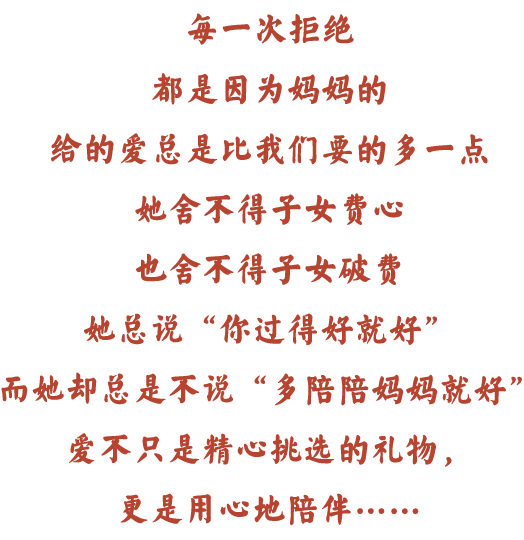 每一次拒绝
都是因为妈妈的
给的爱总是比我们要的多一点
她舍不得子女费心
也舍不得子女破费
她总说“你过得好就好”
而她却总是不说“多陪陪妈妈就好”
爱不只是精心挑选的礼物，
更是用心地陪伴……